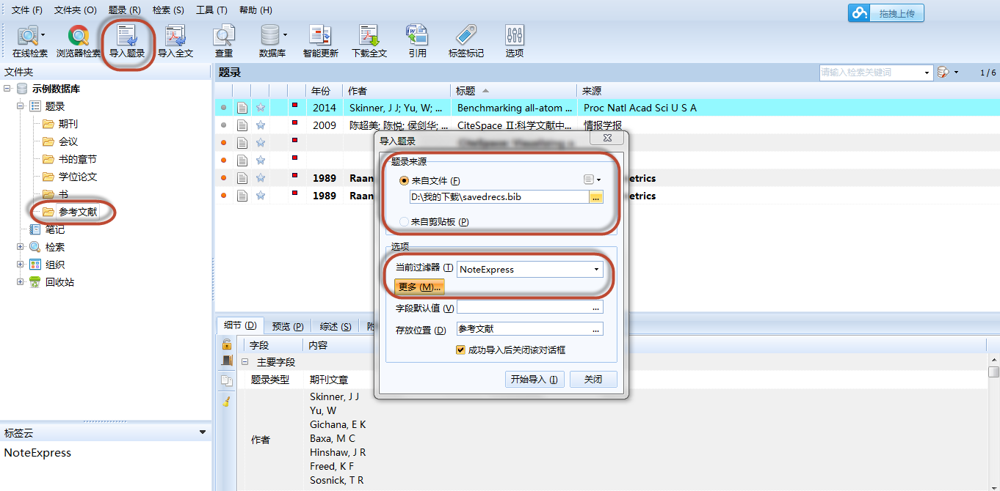 文件 (F) 文件夹 (O) 题录 (R) 检索 (S) 工具 (T) 帮助 (H)
拖拽上传
在线检索 浏览器检索 导入题录 导入全文 查重 数据库 智能更新 下载全文 引用 标签标记 选项
文件夹
题录
请输入检索关键词
1 / 6
示例数据库
题录
期刊
会议
书的章节
学位论文
书
参考文献
笔记
检索
组织
回收站
年份 作者 标题 来源
2014 Skinner, J J; Yu, W; ... Benchmarking all-atom ... Proc Natl Acad Sci U S A
2009 陈超美; 陈悦; 侯剑华; ... CiteSpace Ⅱ:科学文献中... 情报学报
1989 Raan etrics
1989 Raan etrics
导入题录
题录来源
来自文件 (F)
D:\我的下载\savedrecs.bib ...
来自剪贴板 (P)
选项
当前过滤器 (T) NoteExpress
更多 (M)...
字段默认值 (V) ...
存放位置 (D) 参考文献 ...
成功导入后关闭该对话框
开始导入 (I) 关闭
细节 (D) 预览 (P) 综述 (S) 附
字段 内容
主要字段
题录类型 期刊文章
作者
Skinner, J J
Yu, W
Gichana, E K
Baxa, M C
Hinshaw, J R
Freed, K F
Sosnick, T R
标签云
NoteExpress